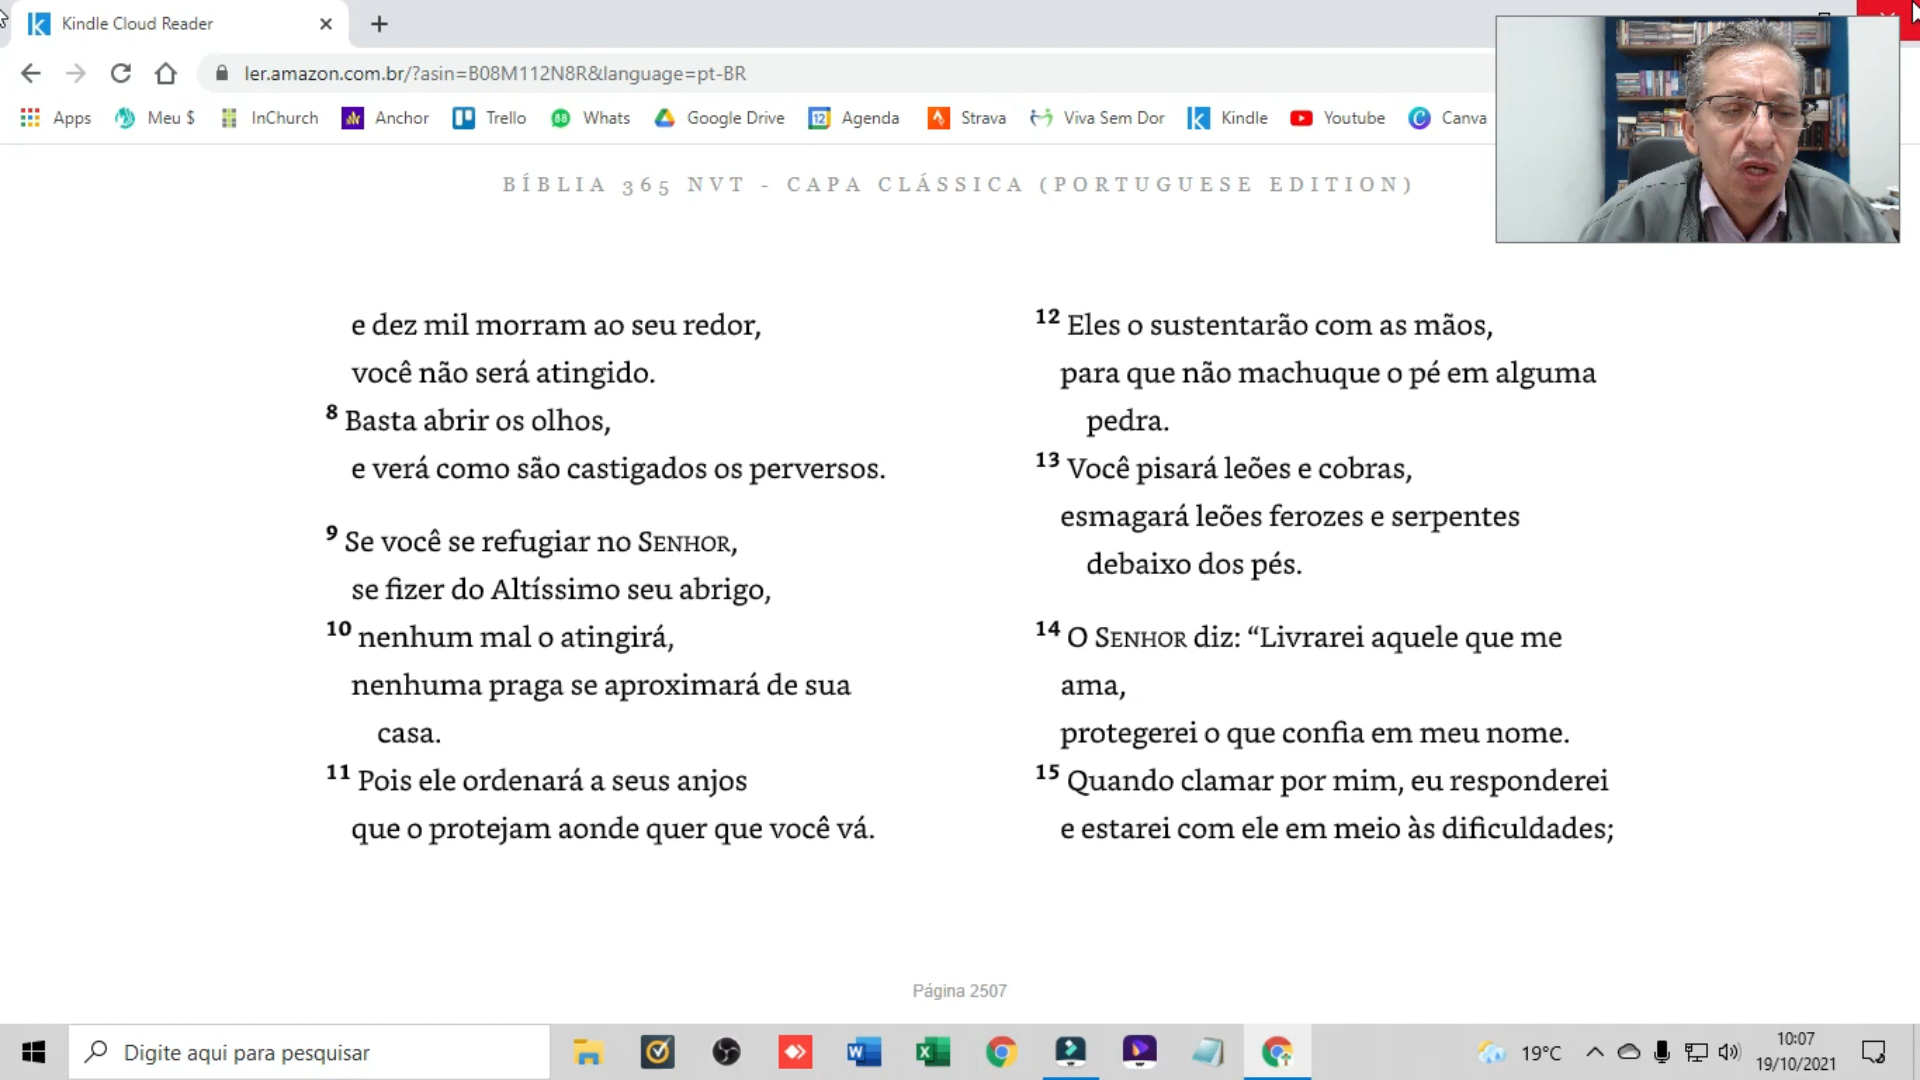 Kindle Cloud Reader
ler.amazon.com.br/?asin=B08M112N8R&language=pt-BR
Apps Meu $ InChurch Anchor Trello Whats Google Drive Agenda Strava Viva Sem Dor Kindle Youtube Canva
BÍBLIA 365 NVT - CAPA CLÁSSICA (PORTUGUESE EDITION)
e dez mil morram ao seu redor,
você não será atingido.
8 Basta abrir os olhos,
e verá como são castigados os perversos.
9 Se você se refugiar no SENHOR,
se fizer do Altíssimo seu abrigo,
10 nenhum mal o atingirá,
nenhuma praga se aproximará de sua
casa.
11 Pois ele ordenará a seus anjos
que o protejam aonde quer que você vá.
12 Eles o sustentarão com as mãos,
para que não machuque o pé em alguma
pedra.
13 Você pisará leões e cobras,
esmagará leões ferozes e serpentes
debaixo dos pés.
14 O SENHOR diz: “Livrarei aquele que me
ama,
protegerei o que confia em meu nome.
15 Quando clamar por mim, eu responderei
e estarei com ele em meio às dificuldades;
Página 2507
Digite aqui para pesquisar
19°C
10:07
19/10/2021